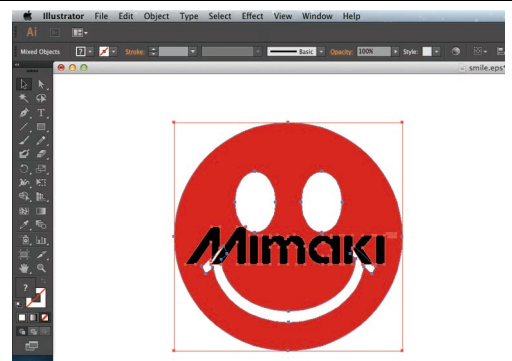 Illustrator File Edit Object Type Select Effect View Window Help
Ai
Mixed Objects ? Stroke: Basic Opacity: 100% Style:
smile.eps*
Mimaki
?